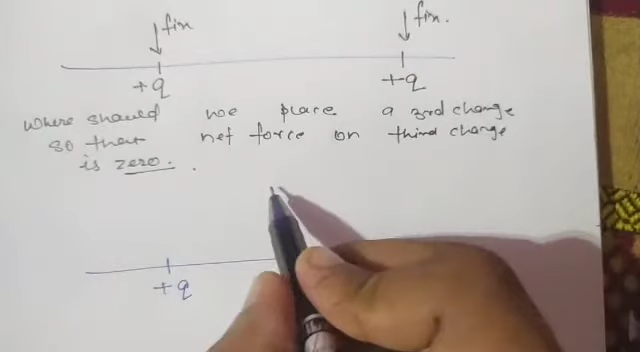 fix fix.
+q +q
Where should we place a 3rd charge
so that net force on third charge
is zero.
+q